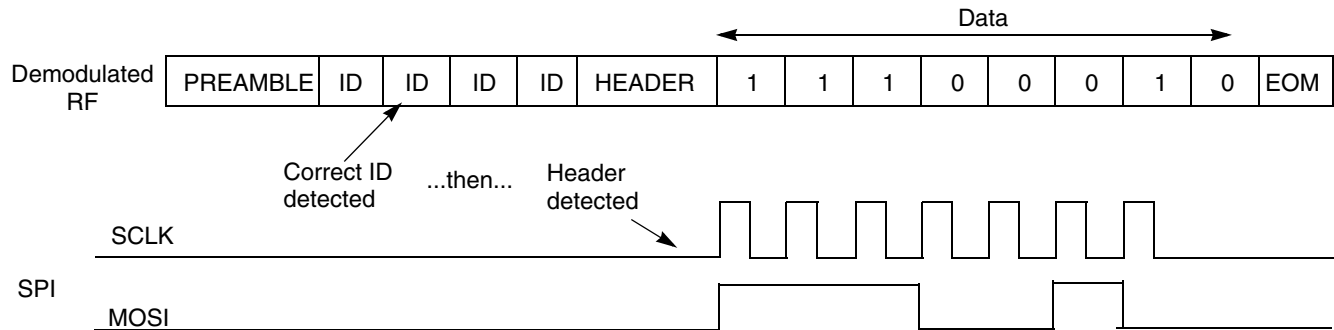 Data
Demodulated
RF
PREAMBLE ID ID ID ID HEADER 1 1 1 0 0 0 1 0 EOM
Correct ID
detected
...then...
Header
detected
SCLK
SPI
MOSI